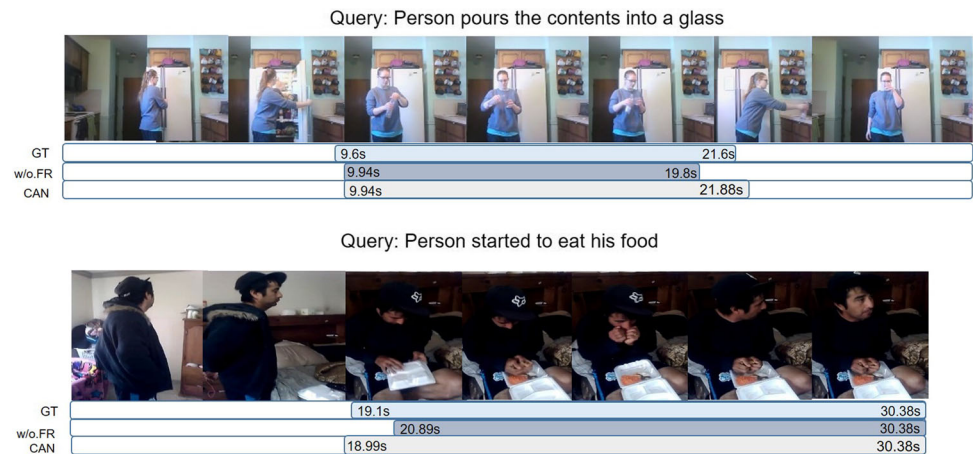 Query: Person pours the contents into a glass
GT 9.6s 21.6s
w/o.FR 9.94s 19.8s
CAN 9.94s 21.88s
Query: Person started to eat his food
GT 19.1s 30.38s
w/o.FR 20.89s 30.38s
CAN 18.99s 30.38s